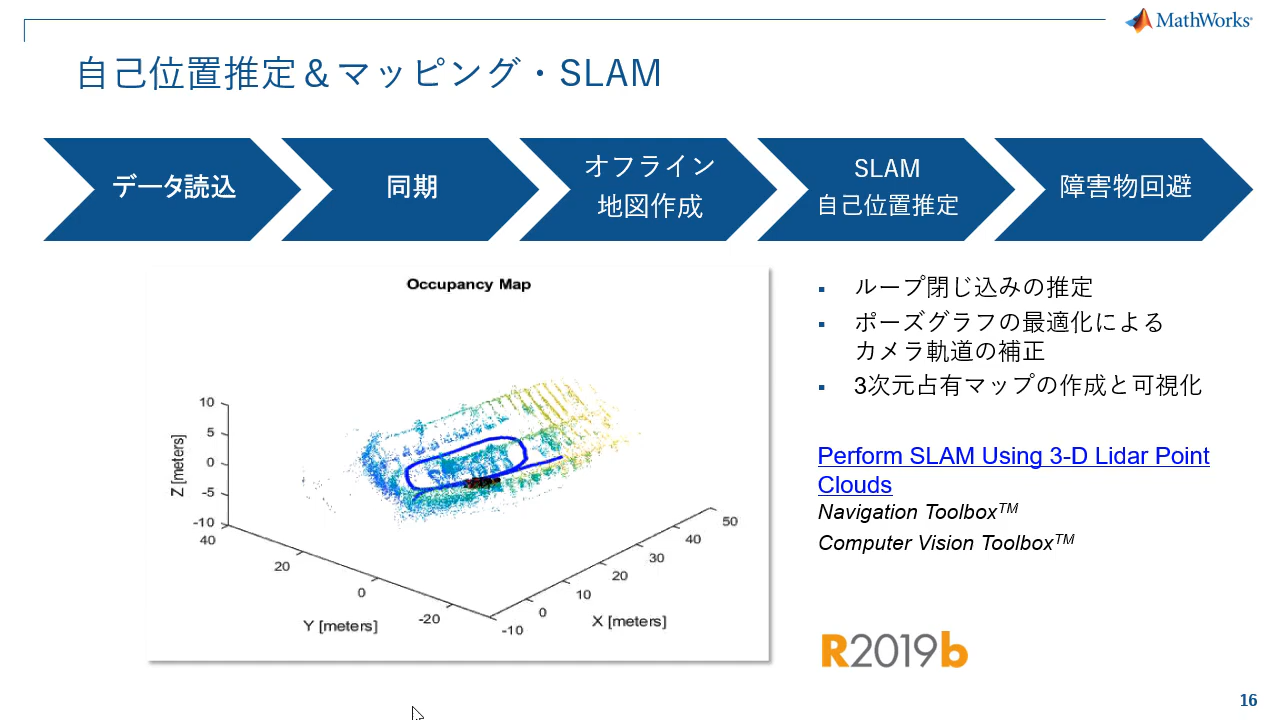 MathWorks
自己位置推定＆マッピング・SLAM
データ読込
同期
オフライン
地図作成
SLAM
自己位置推定
障害物回避
Occupancy Map
10
5
0
-5
-10
Z [meters]
40
20
0
-20
Y [meters]
-10
0
10
20
30
40
50
X [meters]
▪ ループ閉じ込みの推定
▪ ポーズグラフの最適化による
カメラ軌道の補正
▪ 3次元占有マップの作成と可視化
Perform SLAM Using 3-D Lidar Point
Clouds
Navigation Toolbox™
Computer Vision Toolbox™
R2019b
16